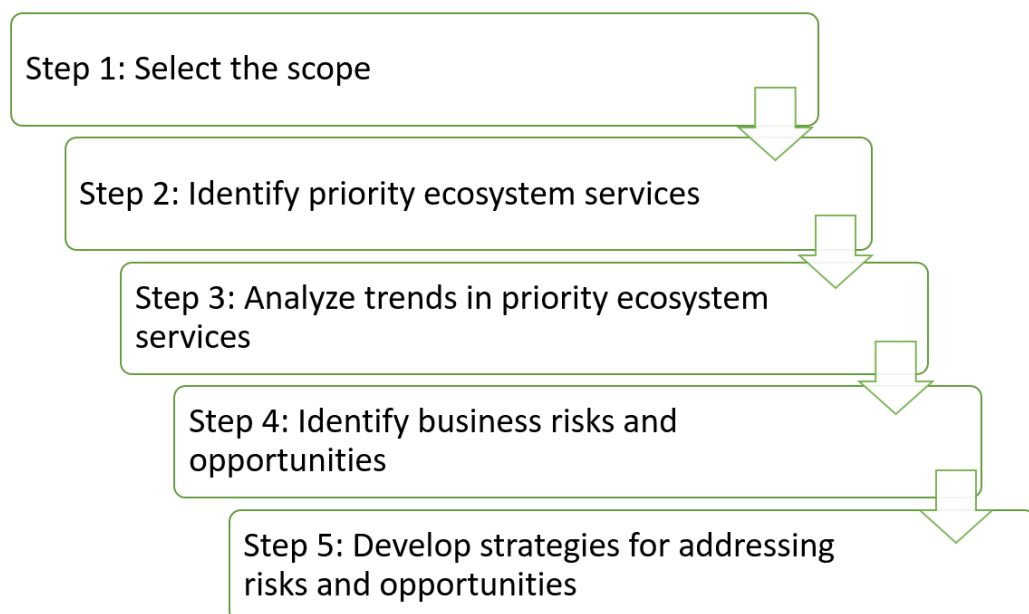 Step 1: Select the scope
Step 2: Identify priority ecosystem services
Step 3: Analyze trends in priority ecosystem
services
Step 4: Identify business risks and
opportunities
Step 5: Develop strategies for addressing
risks and opportunities